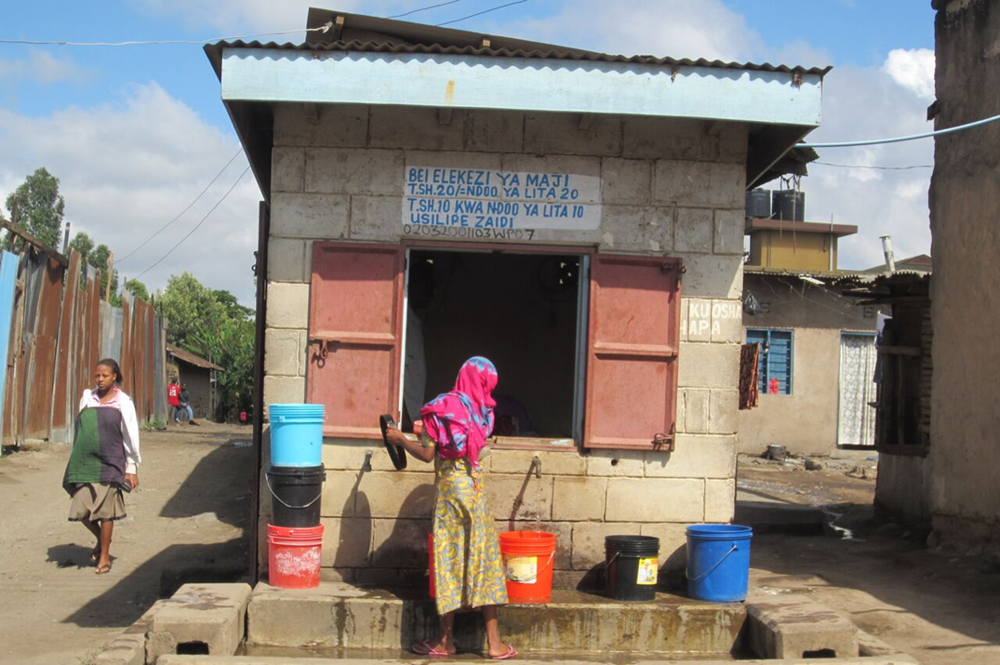 BEI ELEKEZI YA MAJI
T.SH.20/=NDOO YA LITA 20
T.SH.10 KWA NDOO YA LITA 10
USILIPE ZAIDI
02032001103WP07
KUOSHA
HAPA